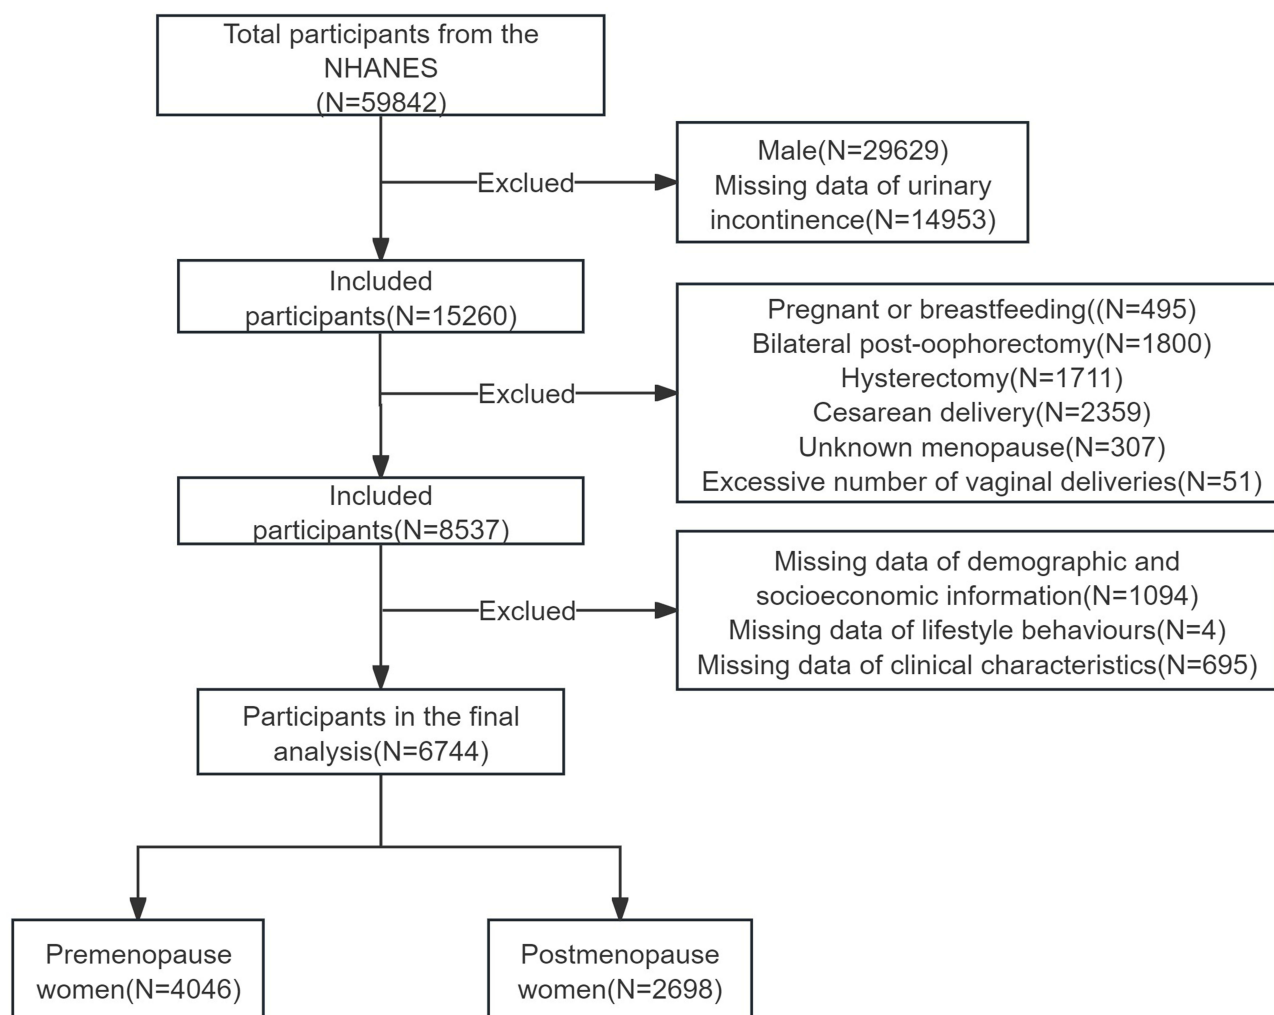 Total participants from the
NHANES
(N=59842)
Exclued
Male(N=29629)
Missing data of urinary
incontinence(N=14953)
Included
participants(N=15260)
Exclued
Pregnant or breastfeeding((N=495)
Bilateral post-oophorectomy(N=1800)
Hysterectomy(N=1711)
Cesarean delivery(N=2359)
Unknown menopause(N=307)
Excessive number of vaginal deliveries(N=51)
Included
participants(N=8537)
Exclued
Missing data of demographic and
socioeconomic information(N=1094)
Missing data of lifestyle behaviours(N=4)
Missing data of clinical characteristics(N=695)
Participants in the final
analysis(N=6744)
Premenopause
women(N=4046)
Postmenopause
women(N=2698)